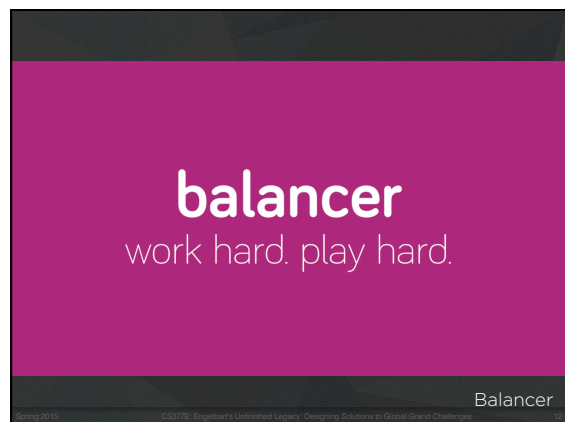 balancer
work hard. play hard.
Balancer
Spring 2015
CS377E: Engelbart's Unfinished Legacy: Designing Solutions to Global Grand Challenges
12